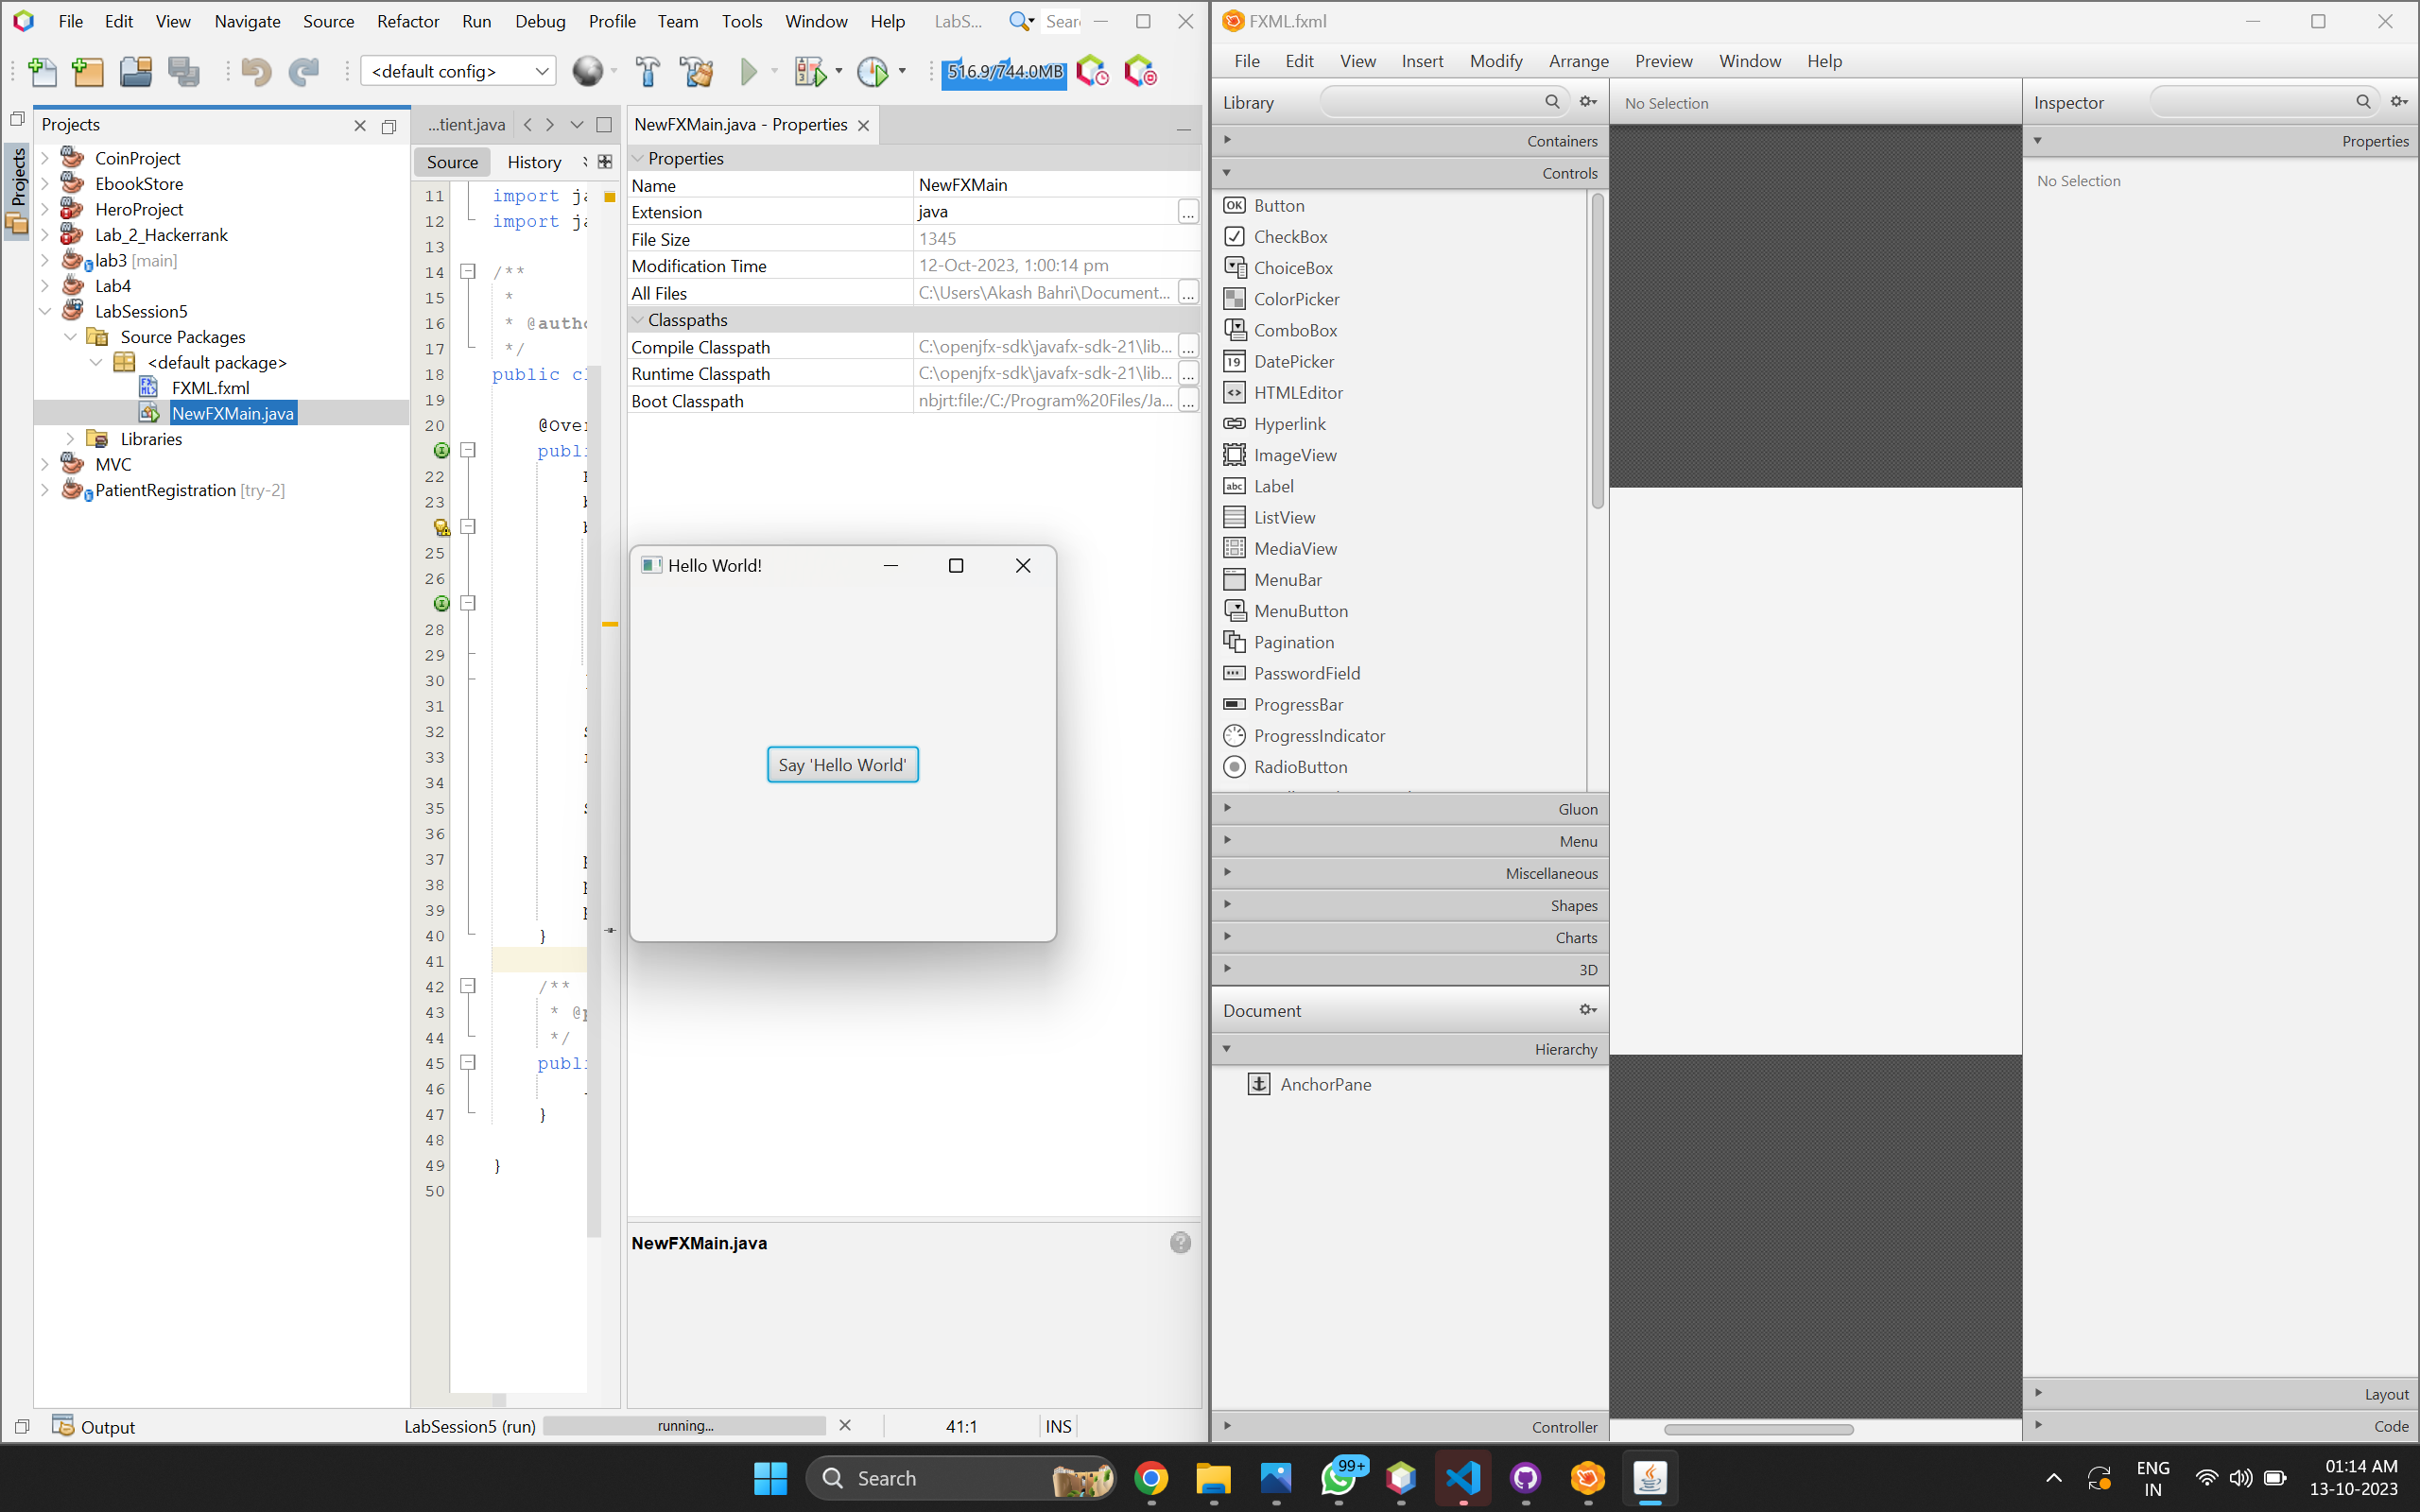 File Edit View Navigate Source Refactor Run Debug Profile Team Tools Window Help LabS... Sear
<default config>
516.9/744.0MB
Projects
Projects
CoinProject
EbookStore
HeroProject
Lab_2_Hackerrank
lab3 [main]
Lab4
LabSession5
Source Packages
<default package>
FXML.fxml
NewFXMain.java
Libraries
MVC
PatientRegistration [try-2]
...tient.java
Source History
11 import ja
12 import ja
13
14 /**
15 *
16 * @autho
17 */
18 public cl
19
20 @Over
publi
22
23
25
26
28
29
30
31
32
33
34
35
36
37
38
39
40 }
41
42 /**
43 * @p
44 */
45 publi
46
47 }
48
49 }
50
NewFXMain.java - Properties
Properties
Name NewFXMain
Extension java ...
File Size 1345
Modification Time 12-Oct-2023, 1:00:14 pm
All Files C:\Users\Akash Bahri\Document... ...
Classpaths
Compile Classpath C:\openjfx-sdk\javafx-sdk-21\lib... ...
Runtime Classpath C:\openjfx-sdk\javafx-sdk-21\lib... ...
Boot Classpath nbjrt:file:/C:/Program%20Files/Ja... ...
Hello World!
Say 'Hello World'
NewFXMain.java
Output
LabSession5 (run) running... 41:1 INS
FXML.fxml
File Edit View Insert Modify Arrange Preview Window Help
Library
Containers
Controls
Button
CheckBox
ChoiceBox
ColorPicker
ComboBox
DatePicker
HTMLEditor
Hyperlink
ImageView
Label
ListView
MediaView
MenuBar
MenuButton
Pagination
PasswordField
ProgressBar
ProgressIndicator
RadioButton
Gluon
Menu
Miscellaneous
Shapes
Charts
3D
Document
Hierarchy
AnchorPane
Controller
No Selection
Inspector
Properties
No Selection
Layout
Code
Search
99+
ENG
IN
01:14 AM
13-10-2023